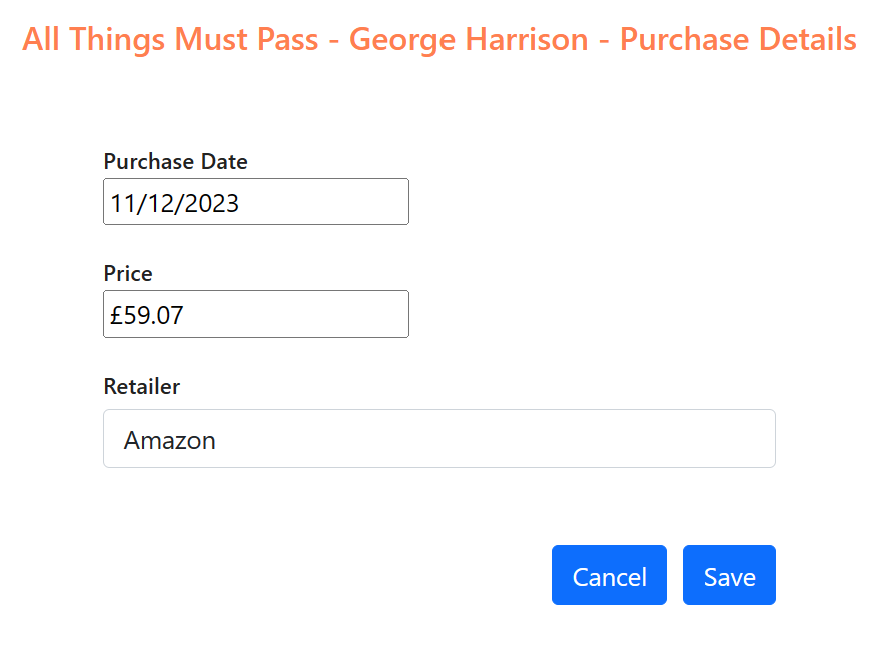 All Things Must Pass - George Harrison - Purchase Details
Purchase Date
11/12/2023
Price
£59.07
Retailer
Amazon
Cancel
Save